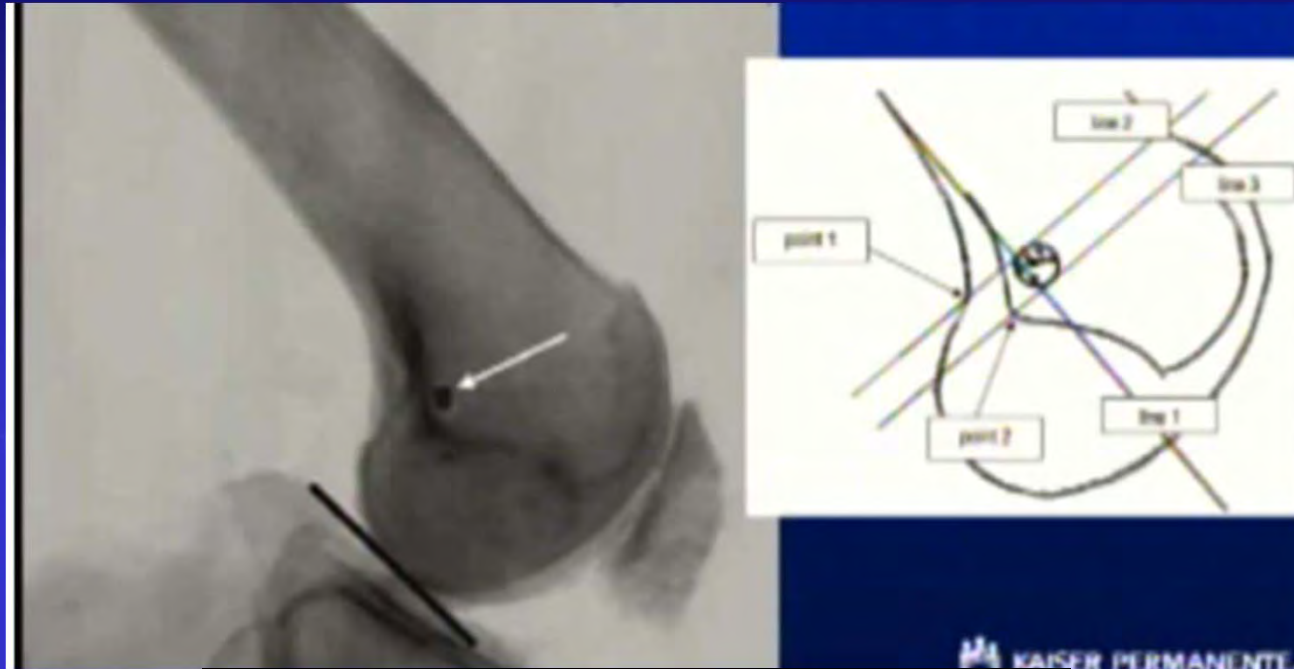 line 2
line 3
point 1
line 1
point 2
KAISER PERMANENTE